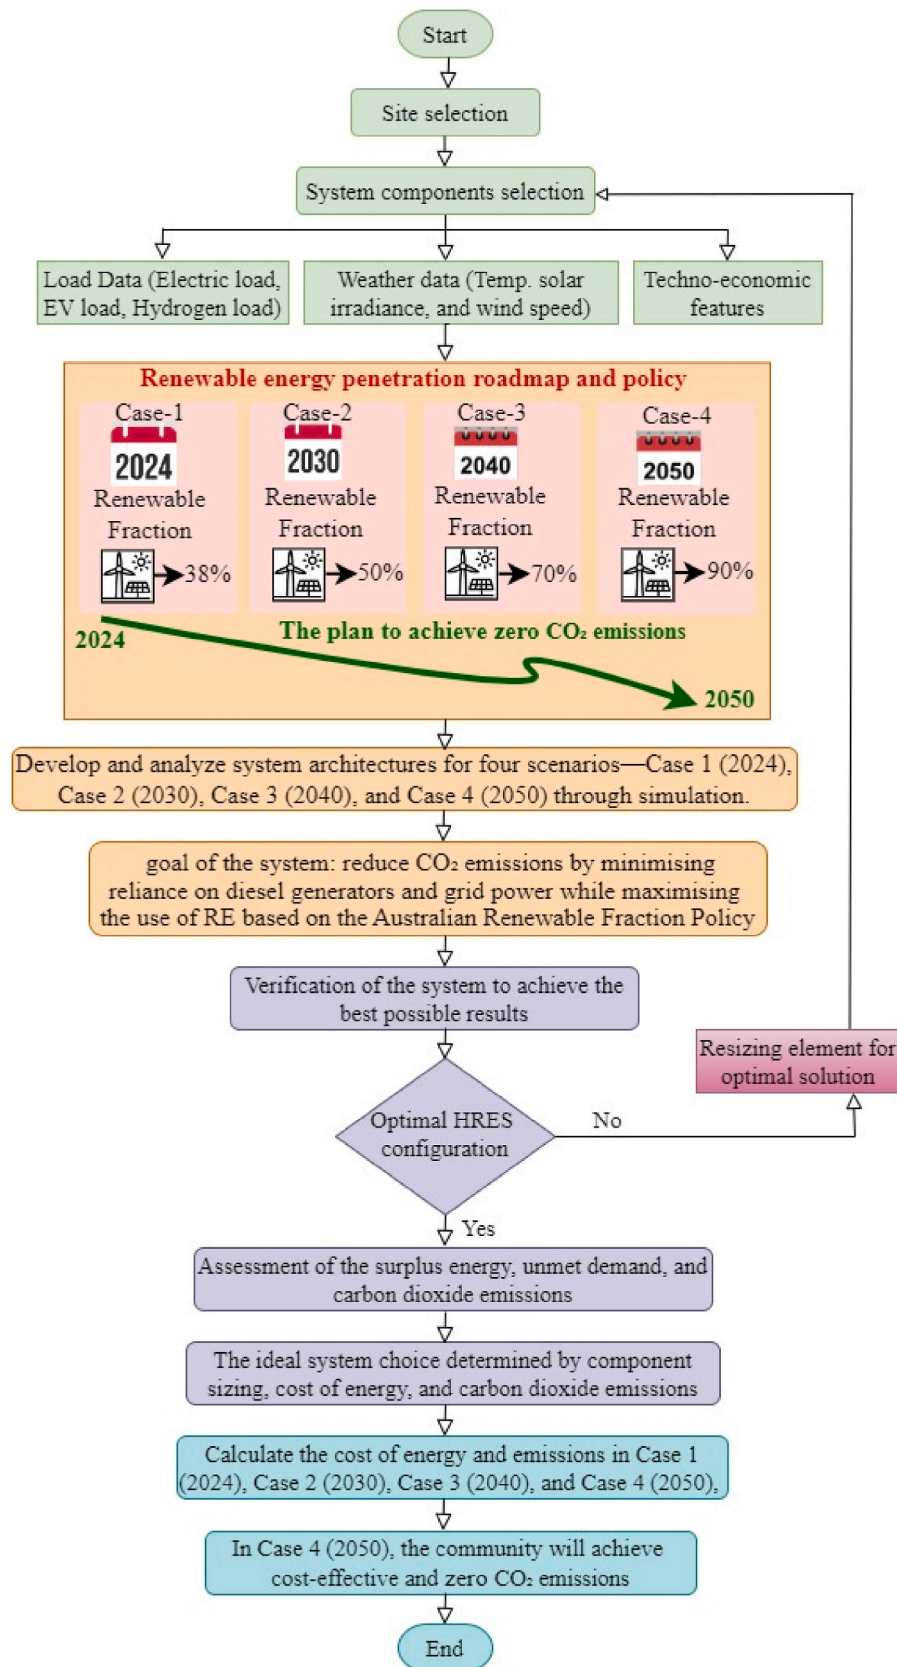 Start
Site selection
System components selection
Load Data (Electric load,
EV load, Hydrogen load)
Weather data (Temp. solar
irradiance, and wind speed)
Techno-economic
features
Renewable energy penetration roadmap and policy
Case-1
2024
Renewable
Fraction
38%
Case-2
2030
Renewable
Fraction
50%
Case-3
2040
Renewable
Fraction
70%
Case-4
2050
Renewable
Fraction
90%
2024
The plan to achieve zero CO₂ emissions
2050
Develop and analyze system architectures for four scenarios—Case 1 (2024),
Case 2 (2030), Case 3 (2040), and Case 4 (2050) through simulation.
goal of the system: reduce CO₂ emissions by minimising
reliance on diesel generators and grid power while maximising
the use of RE based on the Australian Renewable Fraction Policy
Verification of the system to achieve the
best possible results
Resizing element for
optimal solution
Optimal HRES
configuration
No
Yes
Assessment of the surplus energy, unmet demand, and
carbon dioxide emissions
The ideal system choice determined by component
sizing, cost of energy, and carbon dioxide emissions
Calculate the cost of energy and emissions in Case 1
(2024), Case 2 (2030), Case 3 (2040), and Case 4 (2050),
In Case 4 (2050), the community will achieve
cost-effective and zero CO₂ emissions
End